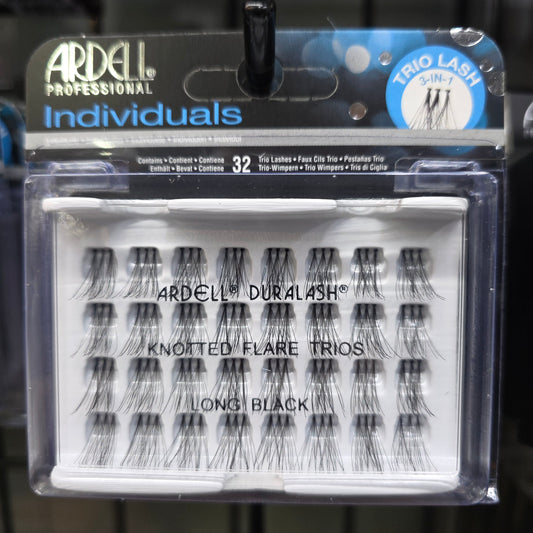 ARDELL®
PROFESSIONAL
Individuals
TRIO LASH
3-IN-1
Contains • Contient • Contiene
Enthält • Bevat • Contiene
32
Trio Lashes • Faux Cils Trio • Pestañas Trio
Trio-Wimpern • Trio Wimpers • Tris di Ciglia
ARDELL® DURALASH®
KNOTTED FLARE TRIOS
LONG BLACK